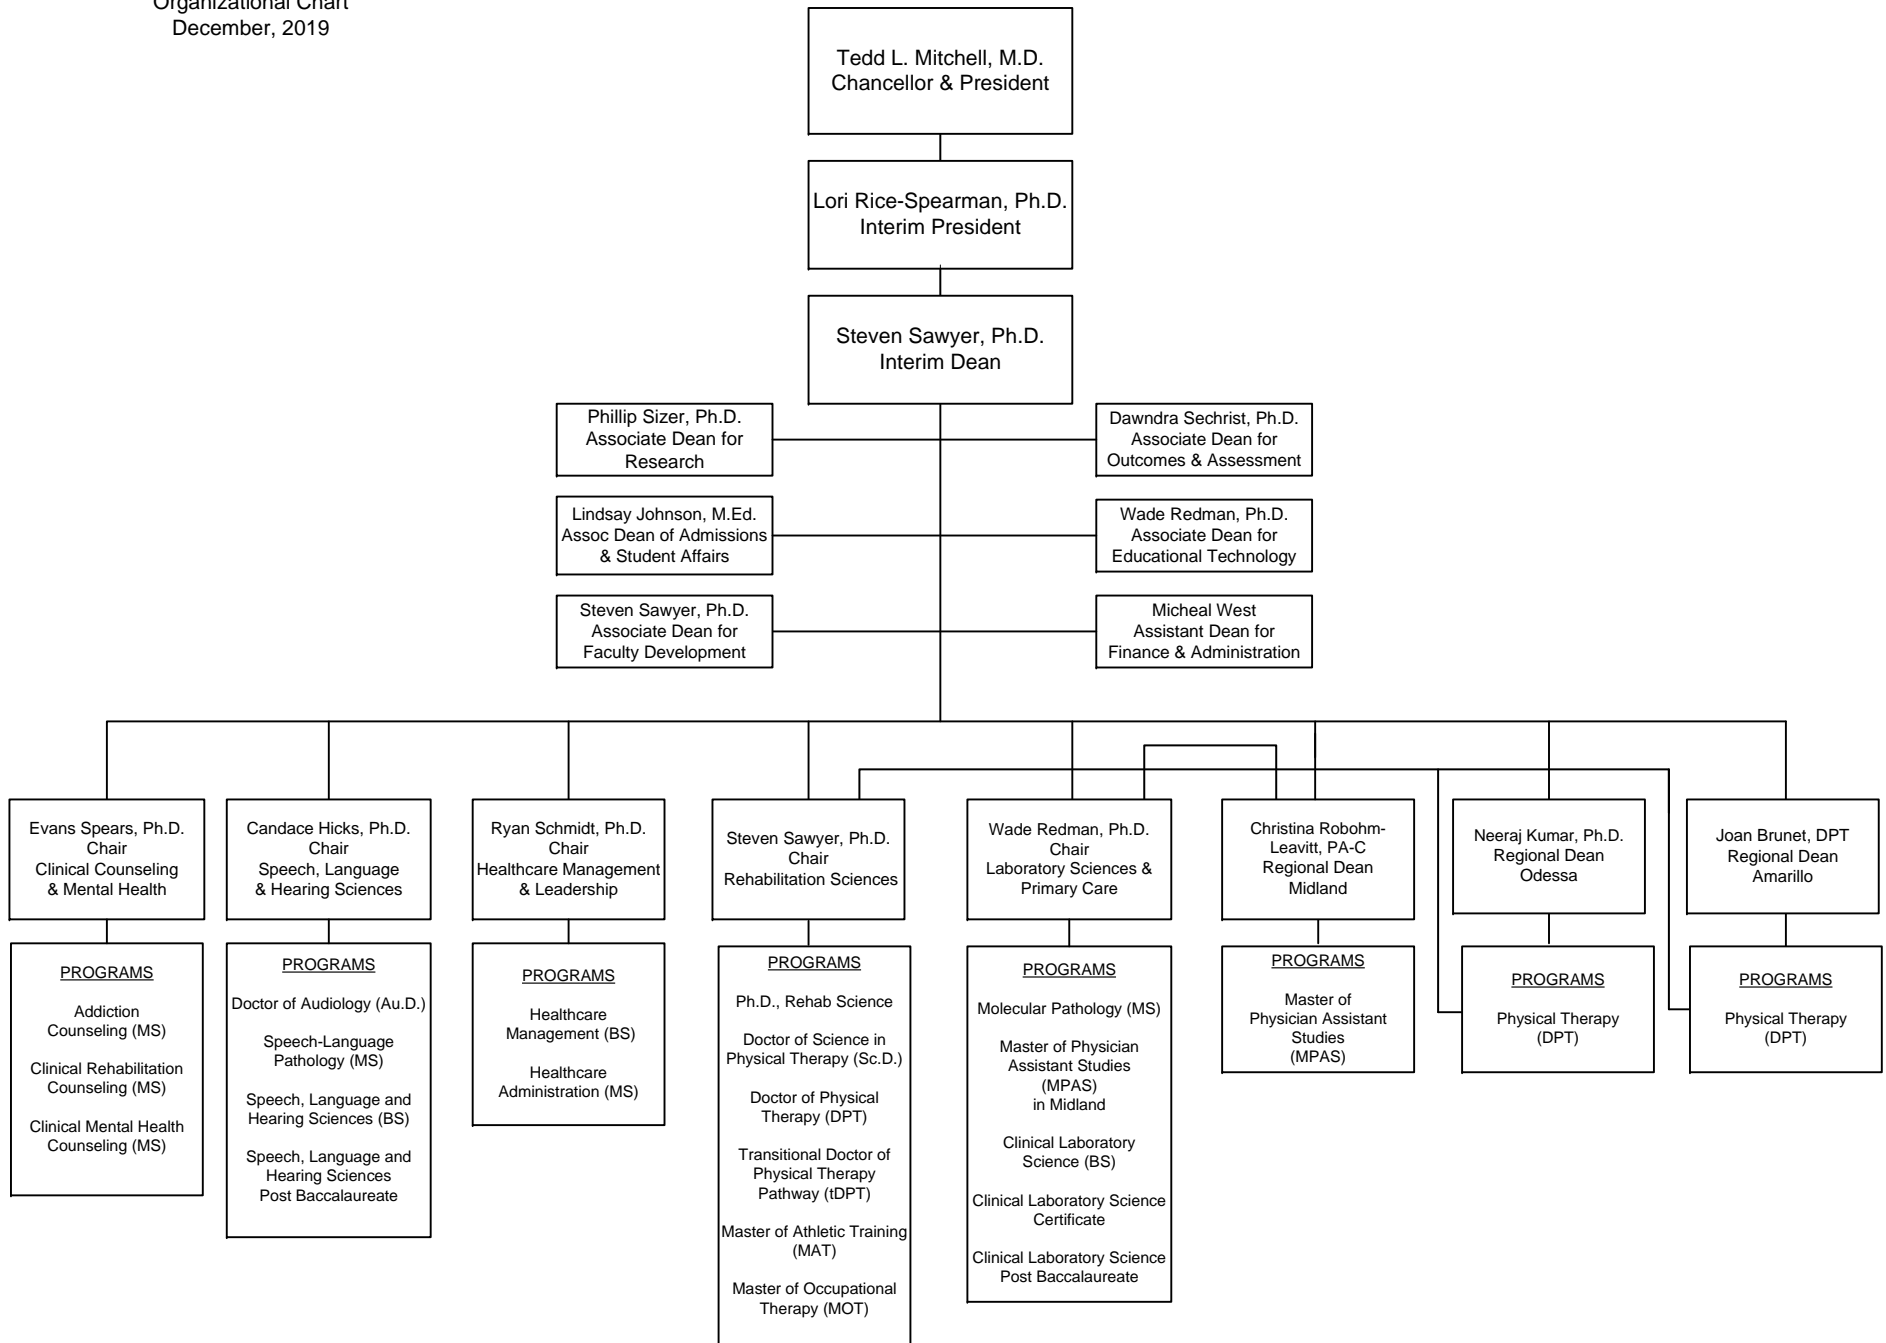 Organizational Chart
December, 2019
Tedd L. Mitchell, M.D.
Chancellor & President
Lori Rice-Spearman, Ph.D.
Interim President
Steven Sawyer, Ph.D.
Interim Dean
Phillip Sizer, Ph.D.
Associate Dean for
Research
Dawndra Sechrist, Ph.D.
Associate Dean for
Outcomes & Assessment
Lindsay Johnson, M.Ed.
Assoc Dean of Admissions
& Student Affairs
Wade Redman, Ph.D.
Associate Dean for
Educational Technology
Steven Sawyer, Ph.D.
Associate Dean for
Faculty Development
Micheal West
Assistant Dean for
Finance & Administration
Evans Spears, Ph.D.
Chair
Clinical Counseling
& Mental Health
Candace Hicks, Ph.D.
Chair
Speech, Language
& Hearing Sciences
Ryan Schmidt, Ph.D.
Chair
Healthcare Management
& Leadership
Steven Sawyer, Ph.D.
Chair
Rehabilitation Sciences
Wade Redman, Ph.D.
Chair
Laboratory Sciences &
Primary Care
Christina Robohm-
Leavitt, PA-C
Regional Dean
Midland
Neeraj Kumar, Ph.D.
Regional Dean
Odessa
Joan Brunet, DPT
Regional Dean
Amarillo
PROGRAMS
Addiction
Counseling (MS)
Clinical Rehabilitation
Counseling (MS)
Clinical Mental Health
Counseling (MS)
PROGRAMS
Doctor of Audiology (Au.D.)
Speech-Language
Pathology (MS)
Speech, Language and
Hearing Sciences (BS)
Speech, Language and
Hearing Sciences
Post Baccalaureate
PROGRAMS
Healthcare
Management (BS)
Healthcare
Administration (MS)
PROGRAMS
Ph.D., Rehab Science
Doctor of Science in
Physical Therapy (Sc.D.)
Doctor of Physical
Therapy (DPT)
Transitional Doctor of
Physical Therapy
Pathway (tDPT)
Master of Athletic Training
(MAT)
Master of Occupational
Therapy (MOT)
PROGRAMS
Molecular Pathology (MS)
Master of Physician
Assistant Studies
(MPAS)
in Midland
Clinical Laboratory
Science (BS)
Clinical Laboratory Science
Certificate
Clinical Laboratory Science
Post Baccalaureate
PROGRAMS
Master of
Physician Assistant
Studies
(MPAS)
PROGRAMS
Physical Therapy
(DPT)
PROGRAMS
Physical Therapy
(DPT)